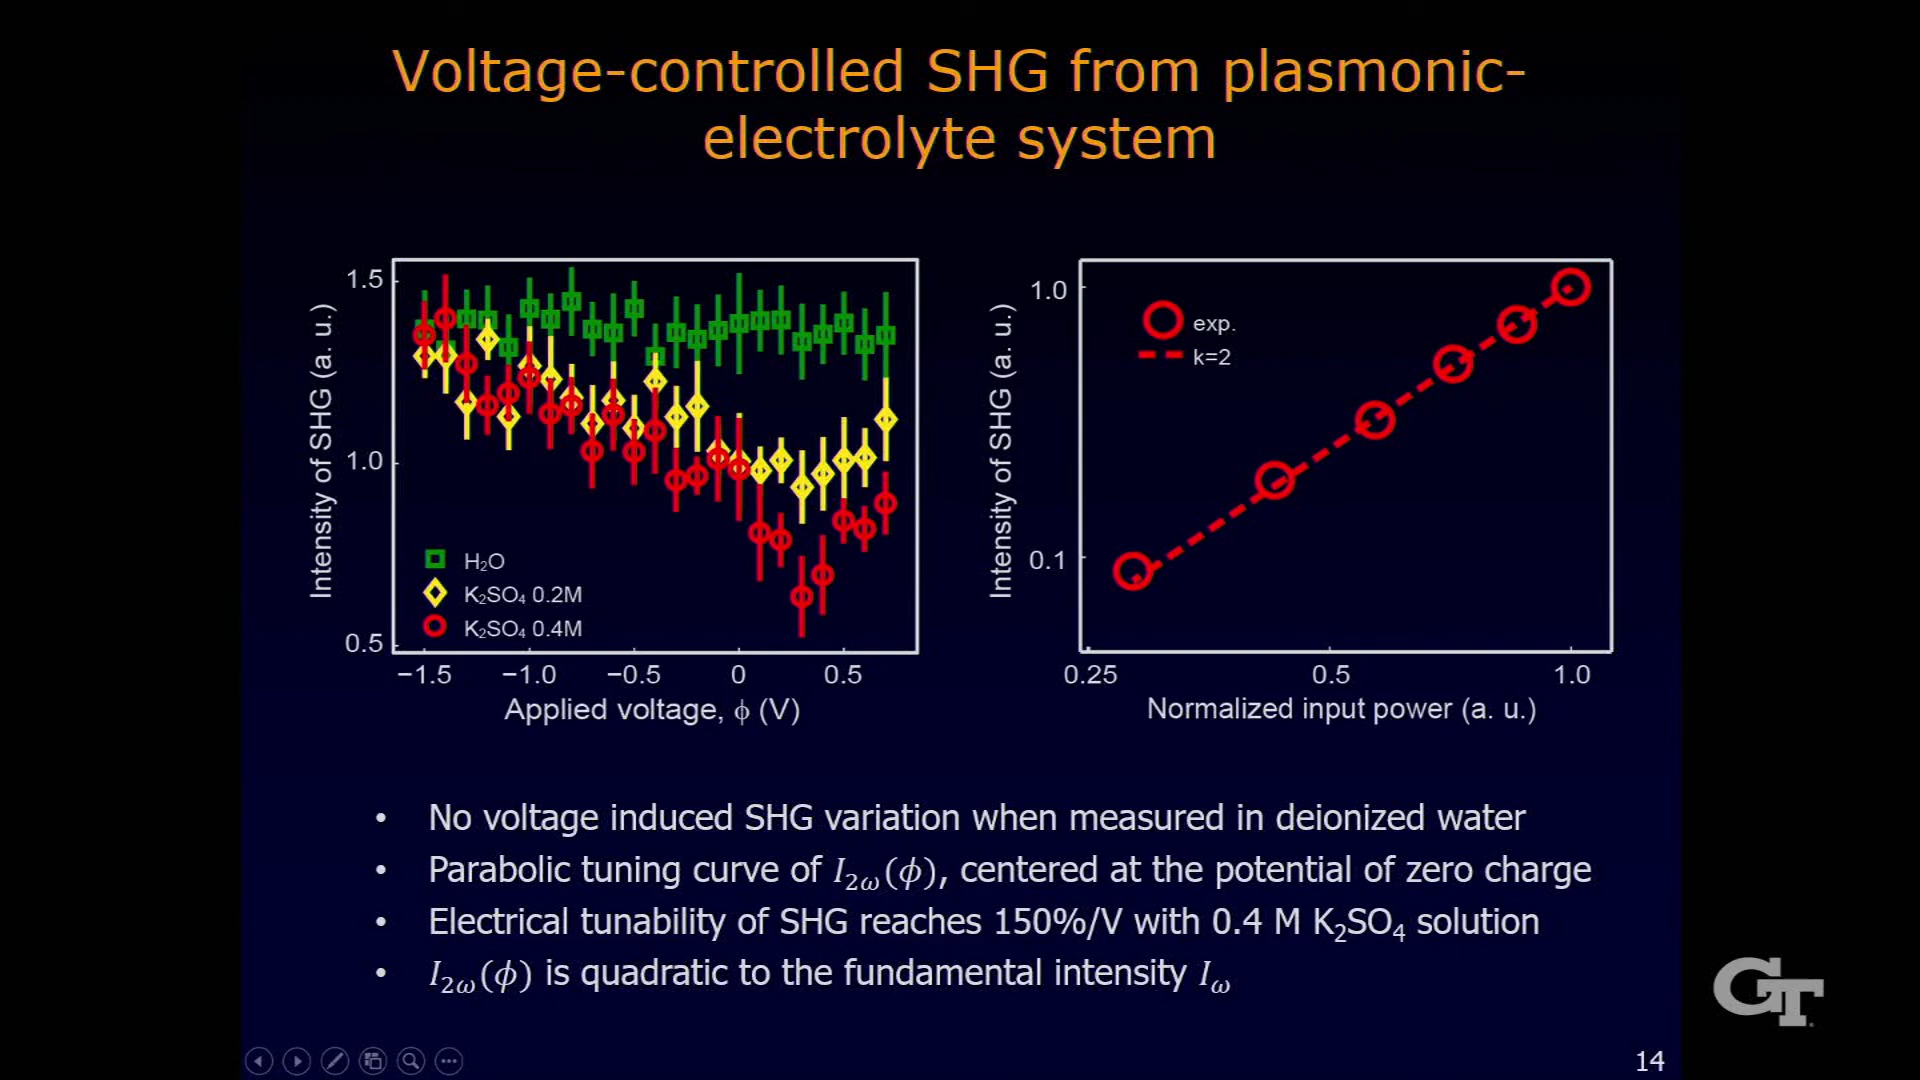 Voltage-controlled SHG from plasmonic-
electrolyte system
Intensity of SHG (a. u.)
1.5
1.0
0.5
H₂O
K₂SO₄ 0.2M
K₂SO₄ 0.4M
−1.5 −1.0 −0.5 0 0.5
Applied voltage, ϕ (V)
Intensity of SHG (a. u.)
1.0
0.1
exp.
k=2
0.25 0.5 1.0
Normalized input power (a. u.)
• No voltage induced SHG variation when measured in deionized water
• Parabolic tuning curve of I₂ω(ϕ), centered at the potential of zero charge
• Electrical tunability of SHG reaches 150%/V with 0.4 M K₂SO₄ solution
• I₂ω(ϕ) is quadratic to the fundamental intensity Iω
GT
14